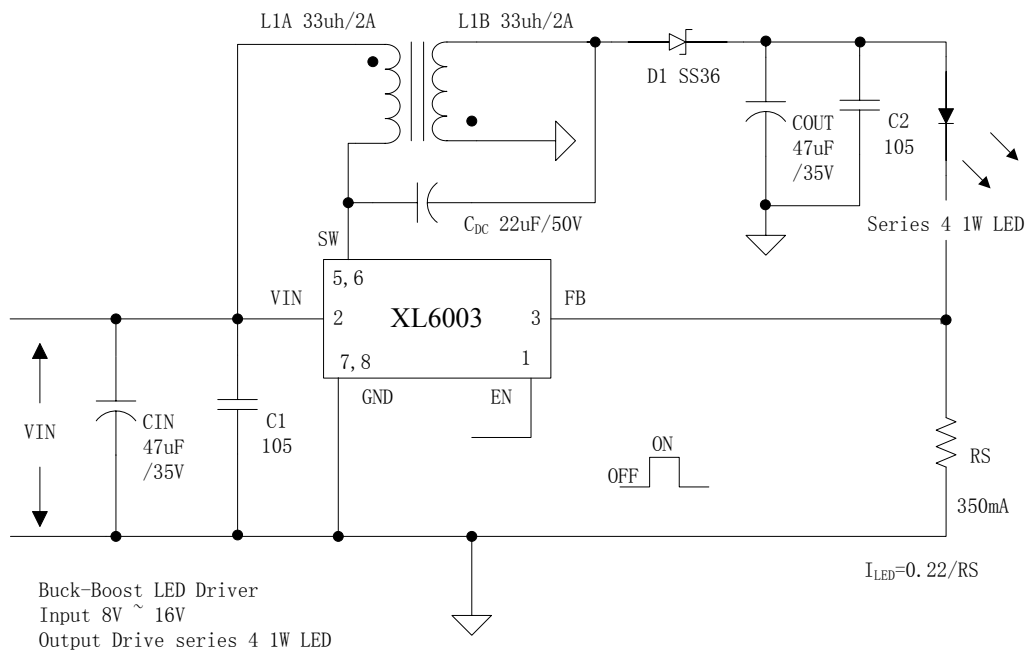 L1A 33uh/2A
L1B 33uh/2A
D1 SS36
COUT
47uF
/35V
C2
105
CDC 22uF/50V
Series 4 1W LED
SW
5,6
VIN
2
XL6003
3
FB
7,8
1
GND
EN
VIN
CIN
47uF
/35V
C1
105
ON
OFF
RS
350mA
ILED=0.22/RS
Buck-Boost LED Driver
Input 8V ~ 16V
Output Drive series 4 1W LED